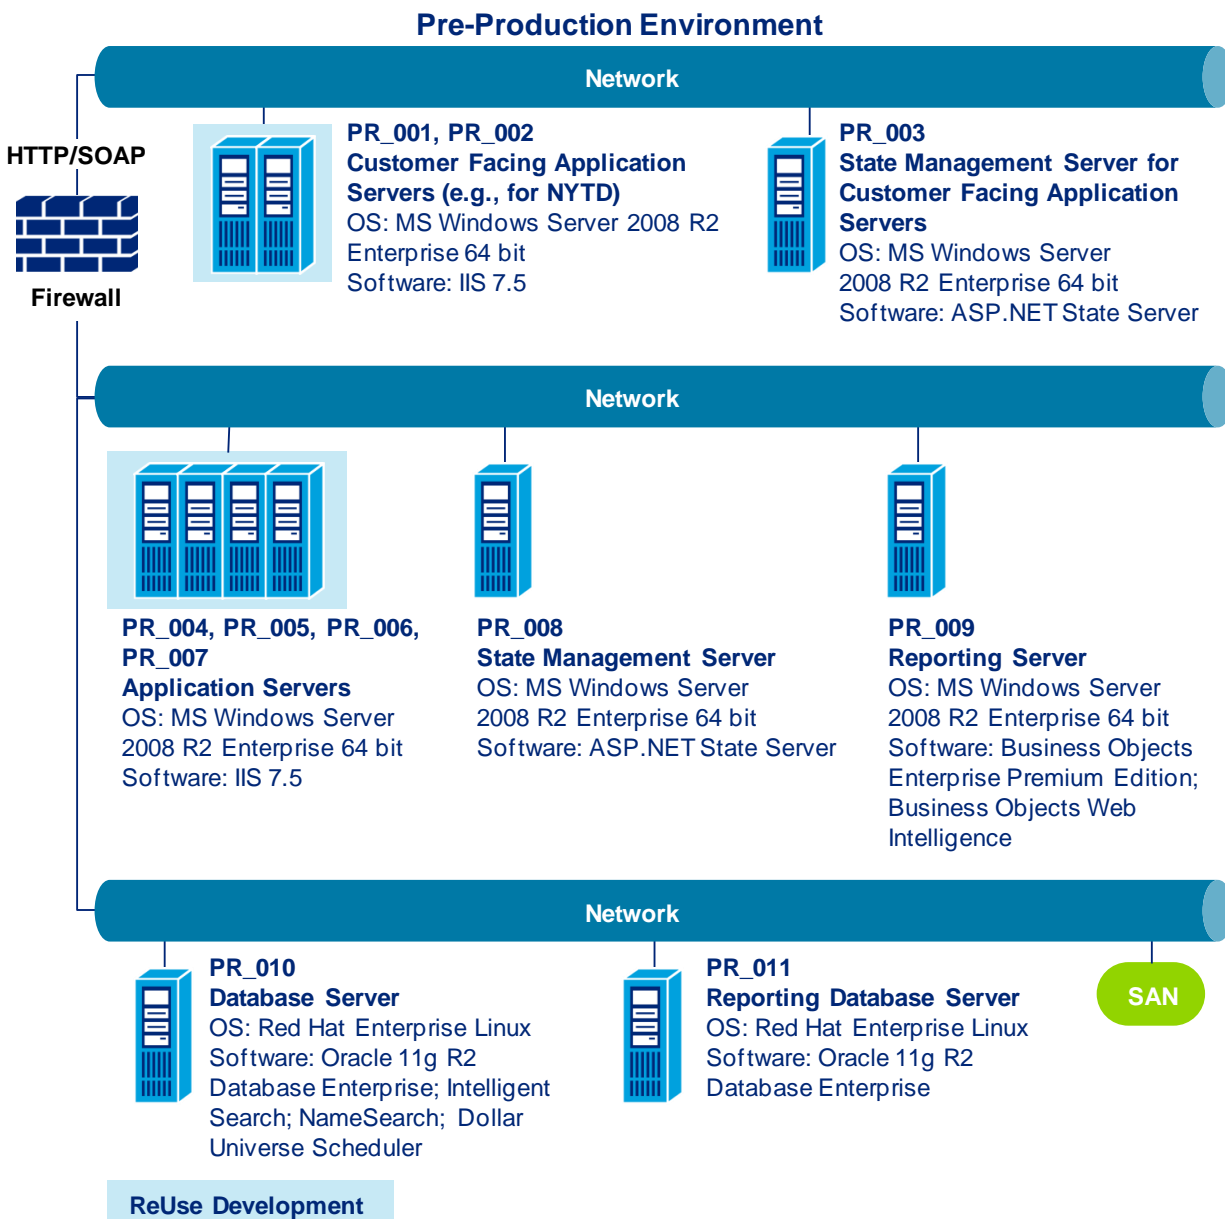 Pre-Production Environment
Network
HTTP/SOAP
Firewall
PR_001, PR_002
Customer Facing Application
Servers (e.g., for NYTD)
OS: MS Windows Server 2008 R2
Enterprise 64 bit
Software: IIS 7.5
PR_003
State Management Server for
Customer Facing Application
Servers
OS: MS Windows Server
2008 R2 Enterprise 64 bit
Software: ASP.NET State Server
Network
PR_004, PR_005, PR_006,
PR_007
Application Servers
OS: MS Windows Server
2008 R2 Enterprise 64 bit
Software: IIS 7.5
PR_008
State Management Server
OS: MS Windows Server
2008 R2 Enterprise 64 bit
Software: ASP.NET State Server
PR_009
Reporting Server
OS: MS Windows Server
2008 R2 Enterprise 64 bit
Software: Business Objects
Enterprise Premium Edition;
Business Objects Web
Intelligence
Network
PR_010
Database Server
OS: Red Hat Enterprise Linux
Software: Oracle 11g R2
Database Enterprise; Intelligent
Search; NameSearch; Dollar
Universe Scheduler
PR_011
Reporting Database Server
OS: Red Hat Enterprise Linux
Software: Oracle 11g R2
Database Enterprise
SAN
ReUse Development